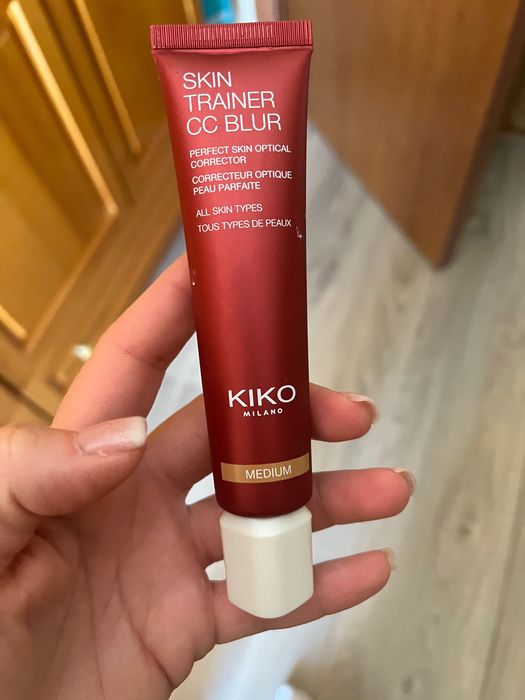 SKIN
TRAINER
CC BLUR
PERFECT SKIN OPTICAL
CORRECTOR
CORRECTEUR OPTIQUE
PEAU PARFAITE
ALL SKIN TYPES
TOUS TYPES DE PEAUX
KIKO
MILANO
MEDIUM